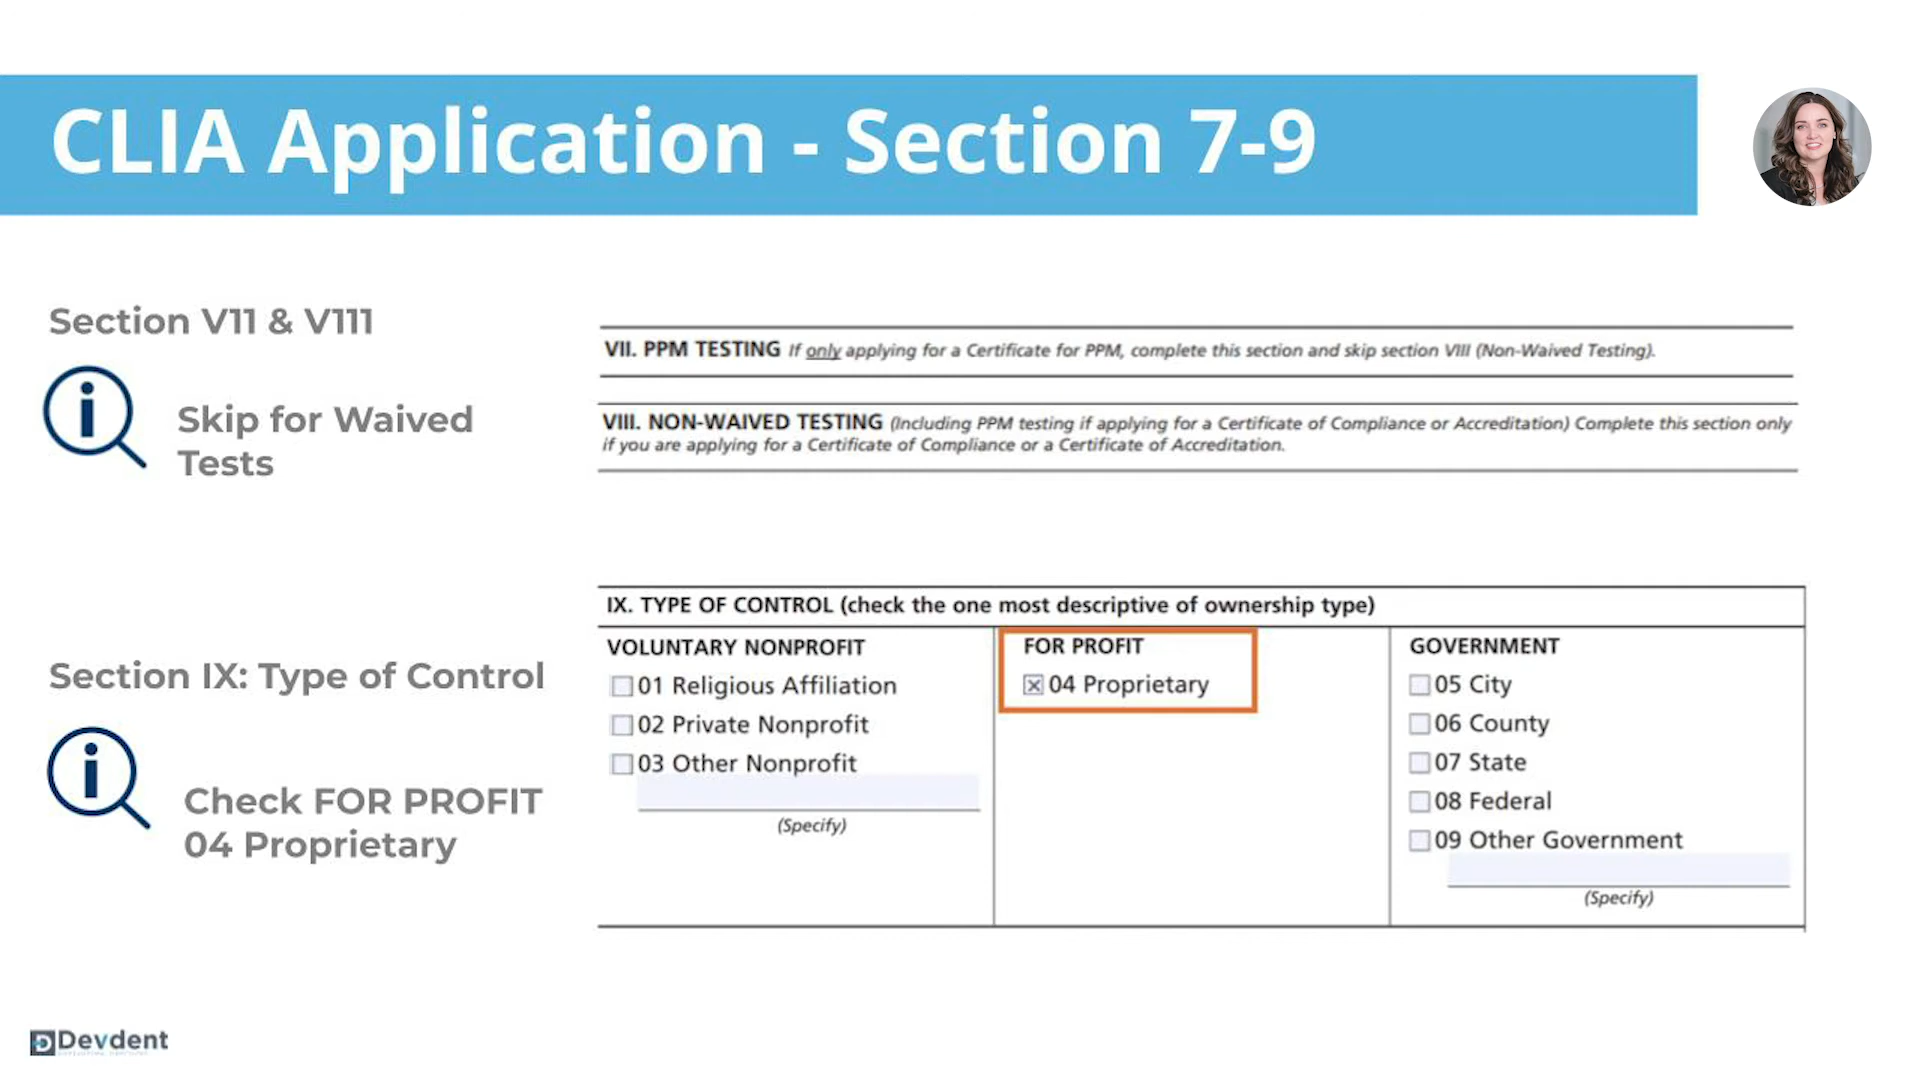 CLIA Application - Section 7-9
Section V11 & V111
Skip for Waived
Tests
VII. PPM TESTING If only applying for a Certificate for PPM, complete this section and skip section VIII (Non-Waived Testing).
VIII. NON-WAIVED TESTING (Including PPM testing if applying for a Certificate of Compliance or Accreditation) Complete this section only
if you are applying for a Certificate of Compliance or a Certificate of Accreditation.
Section IX: Type of Control
Check FOR PROFIT
04 Proprietary
IX. TYPE OF CONTROL (check the one most descriptive of ownership type)
VOLUNTARY NONPROFIT
01 Religious Affiliation
02 Private Nonprofit
03 Other Nonprofit
(Specify)
FOR PROFIT
04 Proprietary
GOVERNMENT
05 City
06 County
07 State
08 Federal
09 Other Government
(Specify)
Devdent